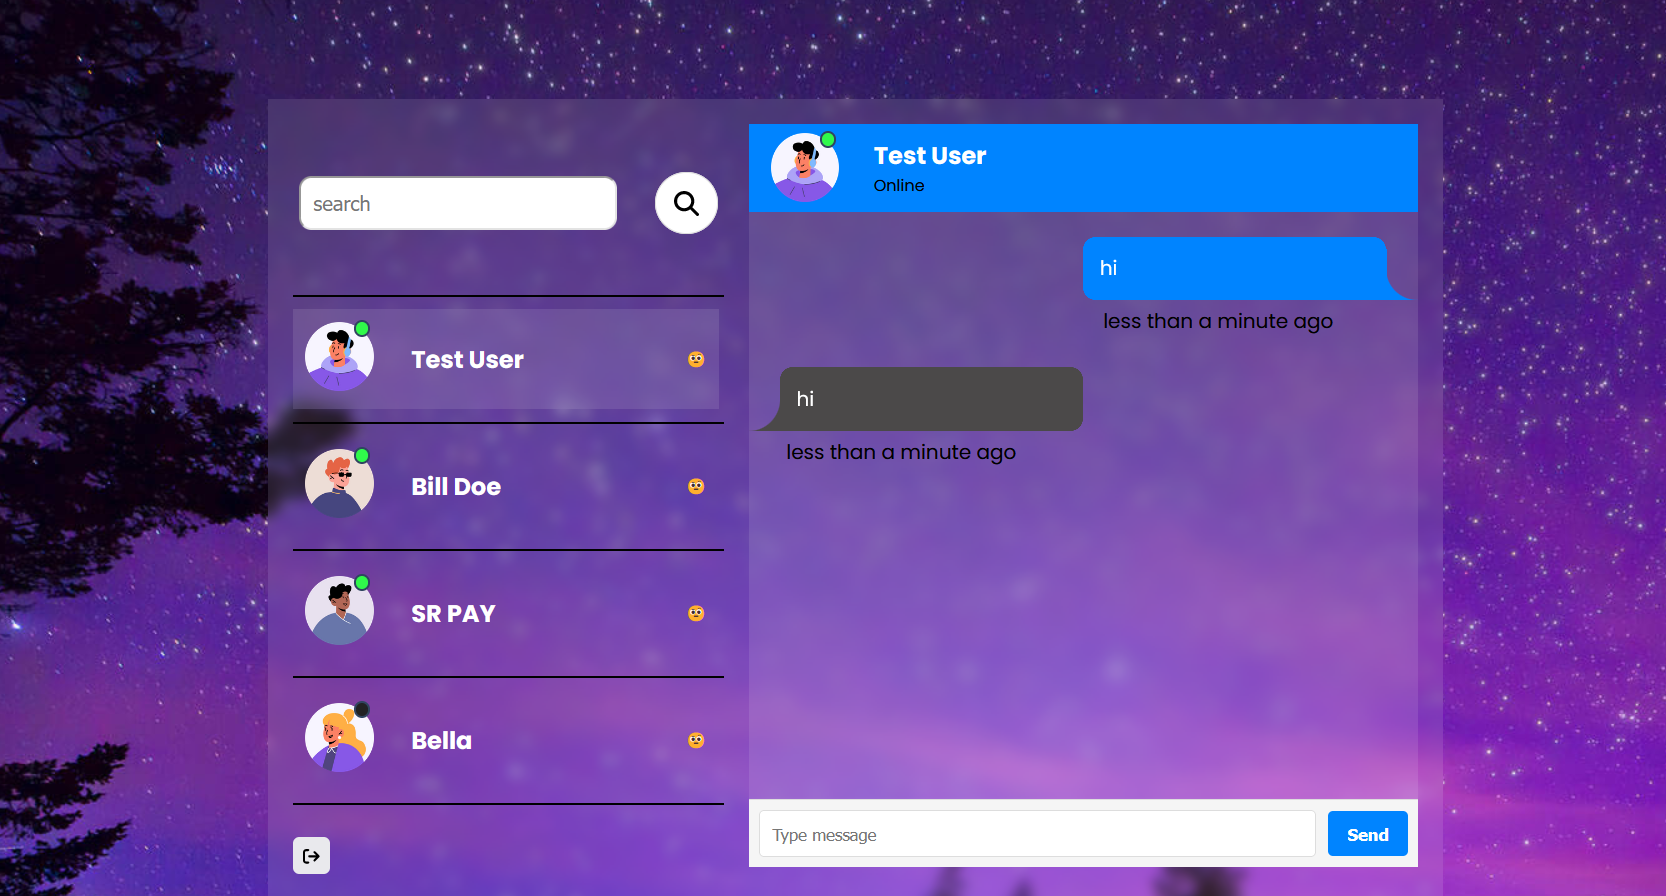 search
Test User
Bill Doe
SR PAY
Bella
Test User
Online
hi
less than a minute ago
hi
less than a minute ago
Type message
Send